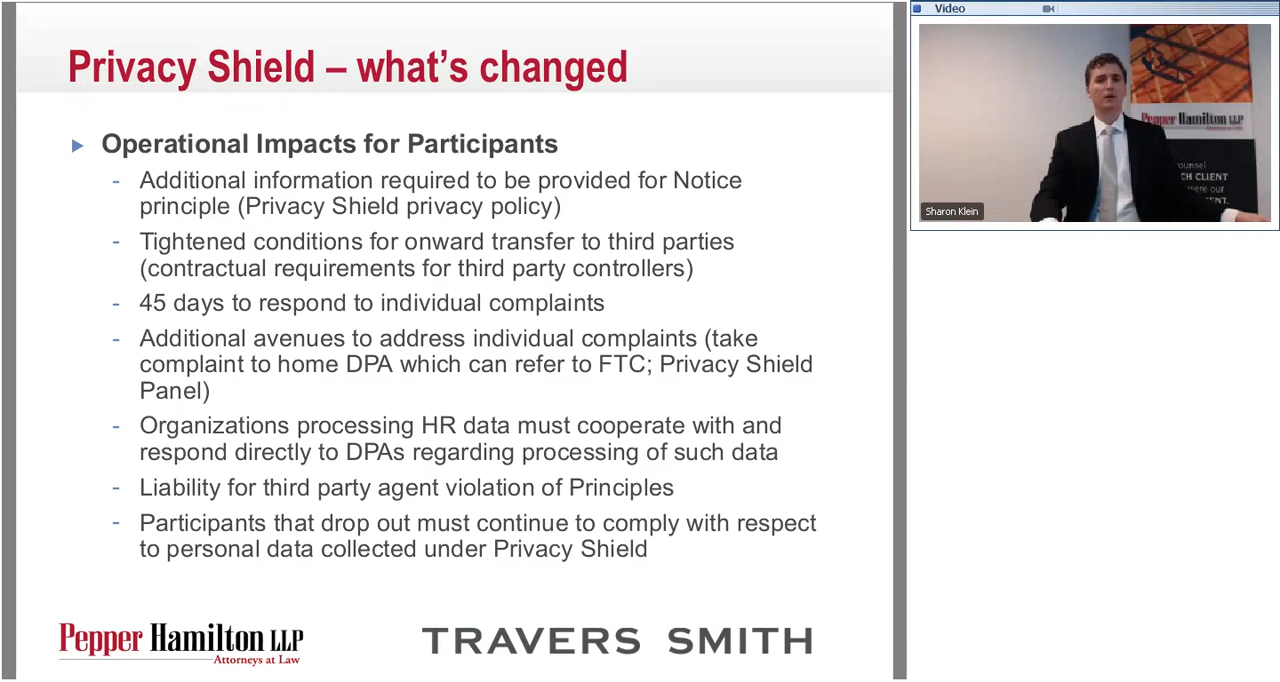 Privacy Shield – what's changed
Operational Impacts for Participants
- Additional information required to be provided for Notice
principle (Privacy Shield privacy policy)
- Tightened conditions for onward transfer to third parties
(contractual requirements for third party controllers)
- 45 days to respond to individual complaints
- Additional avenues to address individual complaints (take
complaint to home DPA which can refer to FTC; Privacy Shield
Panel)
- Organizations processing HR data must cooperate with and
respond directly to DPAs regarding processing of such data
- Liability for third party agent violation of Principles
- Participants that drop out must continue to comply with respect
to personal data collected under Privacy Shield
Pepper Hamilton LLP
Attorneys at Law
TRAVERS SMITH
Video
Pepper Hamilton LLP
CH CLIENT
were our
Sharon Klein